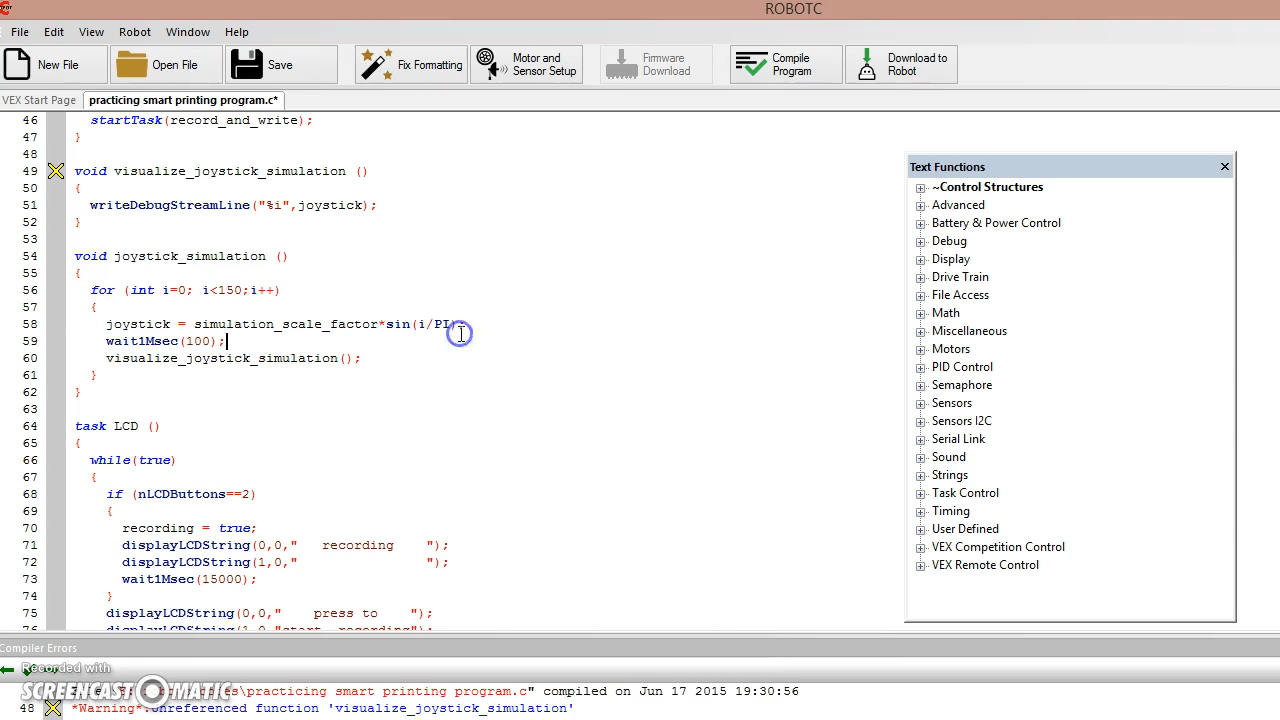 ROBOTC
File Edit View Robot Window Help
New File Open File Save Fix Formatting Motor and Sensor Setup Firmware Download Compile Program Download to Robot
VEX Start Page practicing smart printing program.c*
46 startTask(record_and_write);
47 }
48
49 void visualize_joystick_simulation ()
50 {
51 writeDebugStreamLine("%i",joystick);
52 }
53
54 void joystick_simulation ()
55 {
56 for (int i=0; i<150;i++)
57 {
58 joystick = simulation_scale_factor*sin(i/PI)
59 wait1Msec(100);
60 visualize_joystick_simulation();
61 }
62 }
63
64 task LCD ()
65 {
66 while(true)
67 {
68 if (nLCDButtons==2)
69 {
70 recording = true;
71 displayLCDString(0,0,"   recording    ");
72 displayLCDString(1,0,"                ");
73 wait1Msec(15000);
74 }
75 displayLCDString(0,0,"    press to    ");
76 displayLCDString(1,0,"start recording");
Text Functions
~Control Structures
Advanced
Battery & Power Control
Debug
Display
Drive Train
File Access
Math
Miscellaneous
Motors
PID Control
Semaphore
Sensors
Sensors I2C
Serial Link
Sound
Strings
Task Control
Timing
User Defined
VEX Competition Control
VEX Remote Control
Compiler Errors
Recorded with
SCREENCAST-O-MATIC
\practicing smart printing program.c" compiled on Jun 17 2015 19:30:56
48 *Warning*:Unreferenced function 'visualize_joystick_simulation'